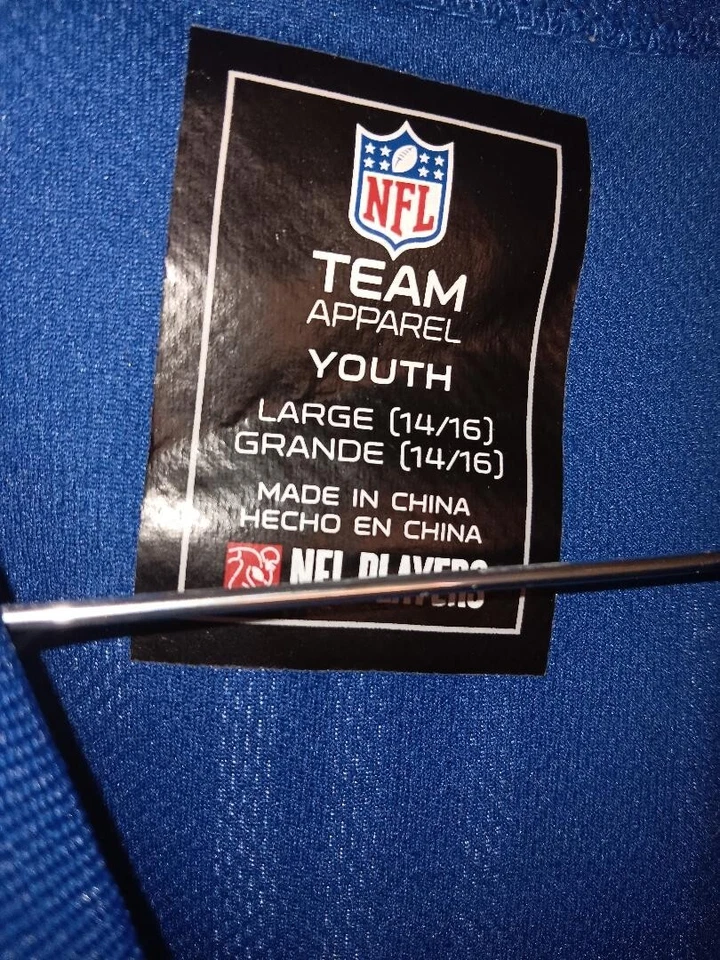 NFL
TEAM
APPAREL
YOUTH
LARGE (14/16)
GRANDE (14/16)
MADE IN CHINA
HECHO EN CHINA
NFL PLAYERS